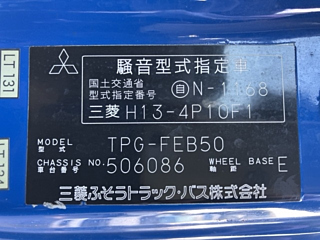 騒音型式指定車
国土交通省
型式指定番号 自 N-1168
三菱 H13-4P10F1
MODEL 型式 TPG-FEB50
CHASSIS NO. 車台番号 506086 WHEEL BASE 軸距 E
三菱ふそうトラック・バス株式会社
LT131